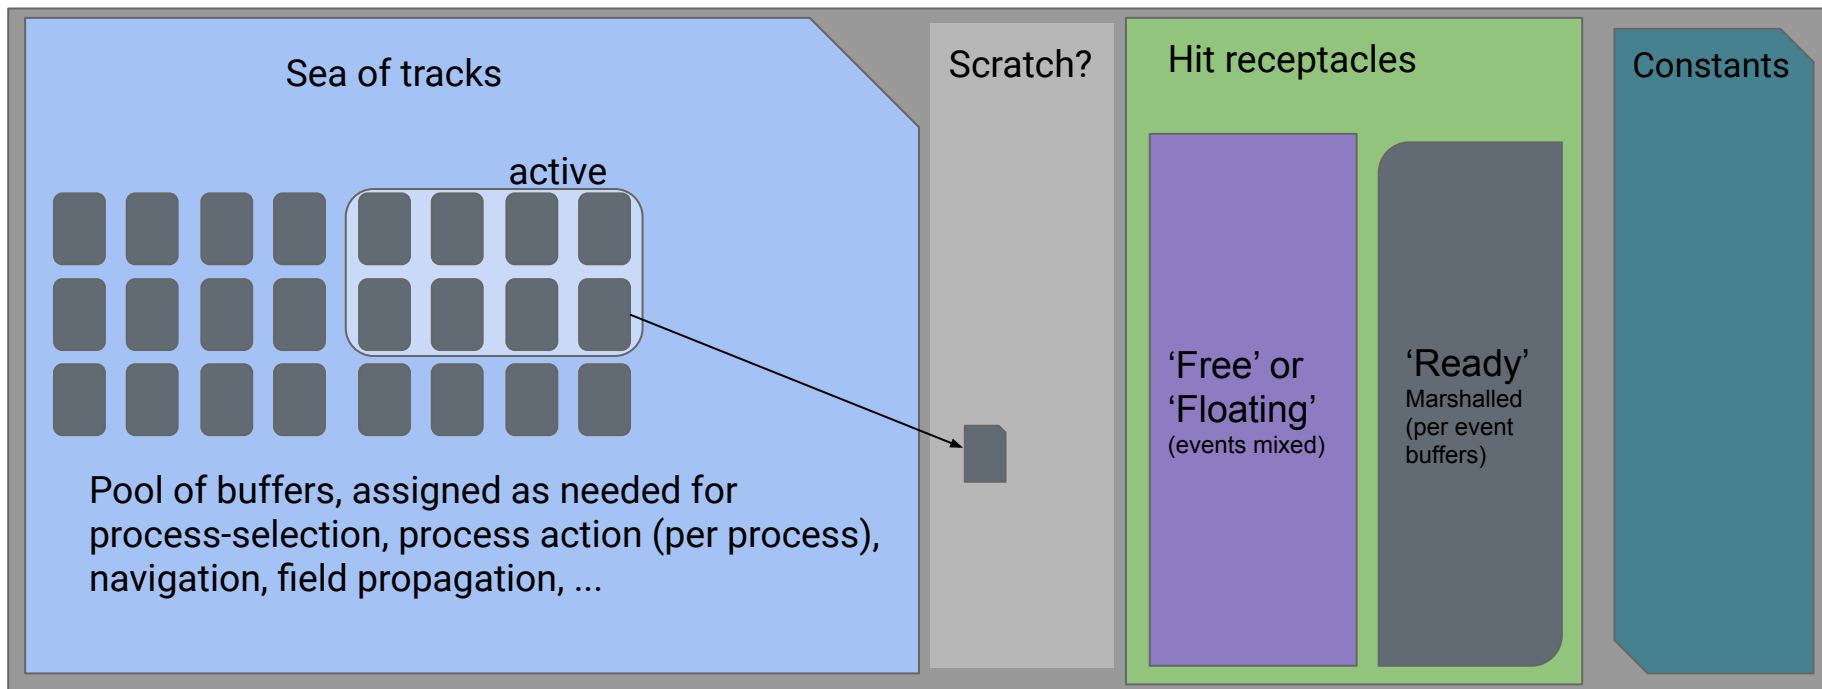 Sea of tracks
active
Pool of buffers, assigned as needed for
process-selection, process action (per process),
navigation, field propagation, ...
Scratch?
Hit receptacles
‘Free’ or
‘Floating’
(events mixed)
‘Ready’
Marshalled
(per event
buffers)
Constants